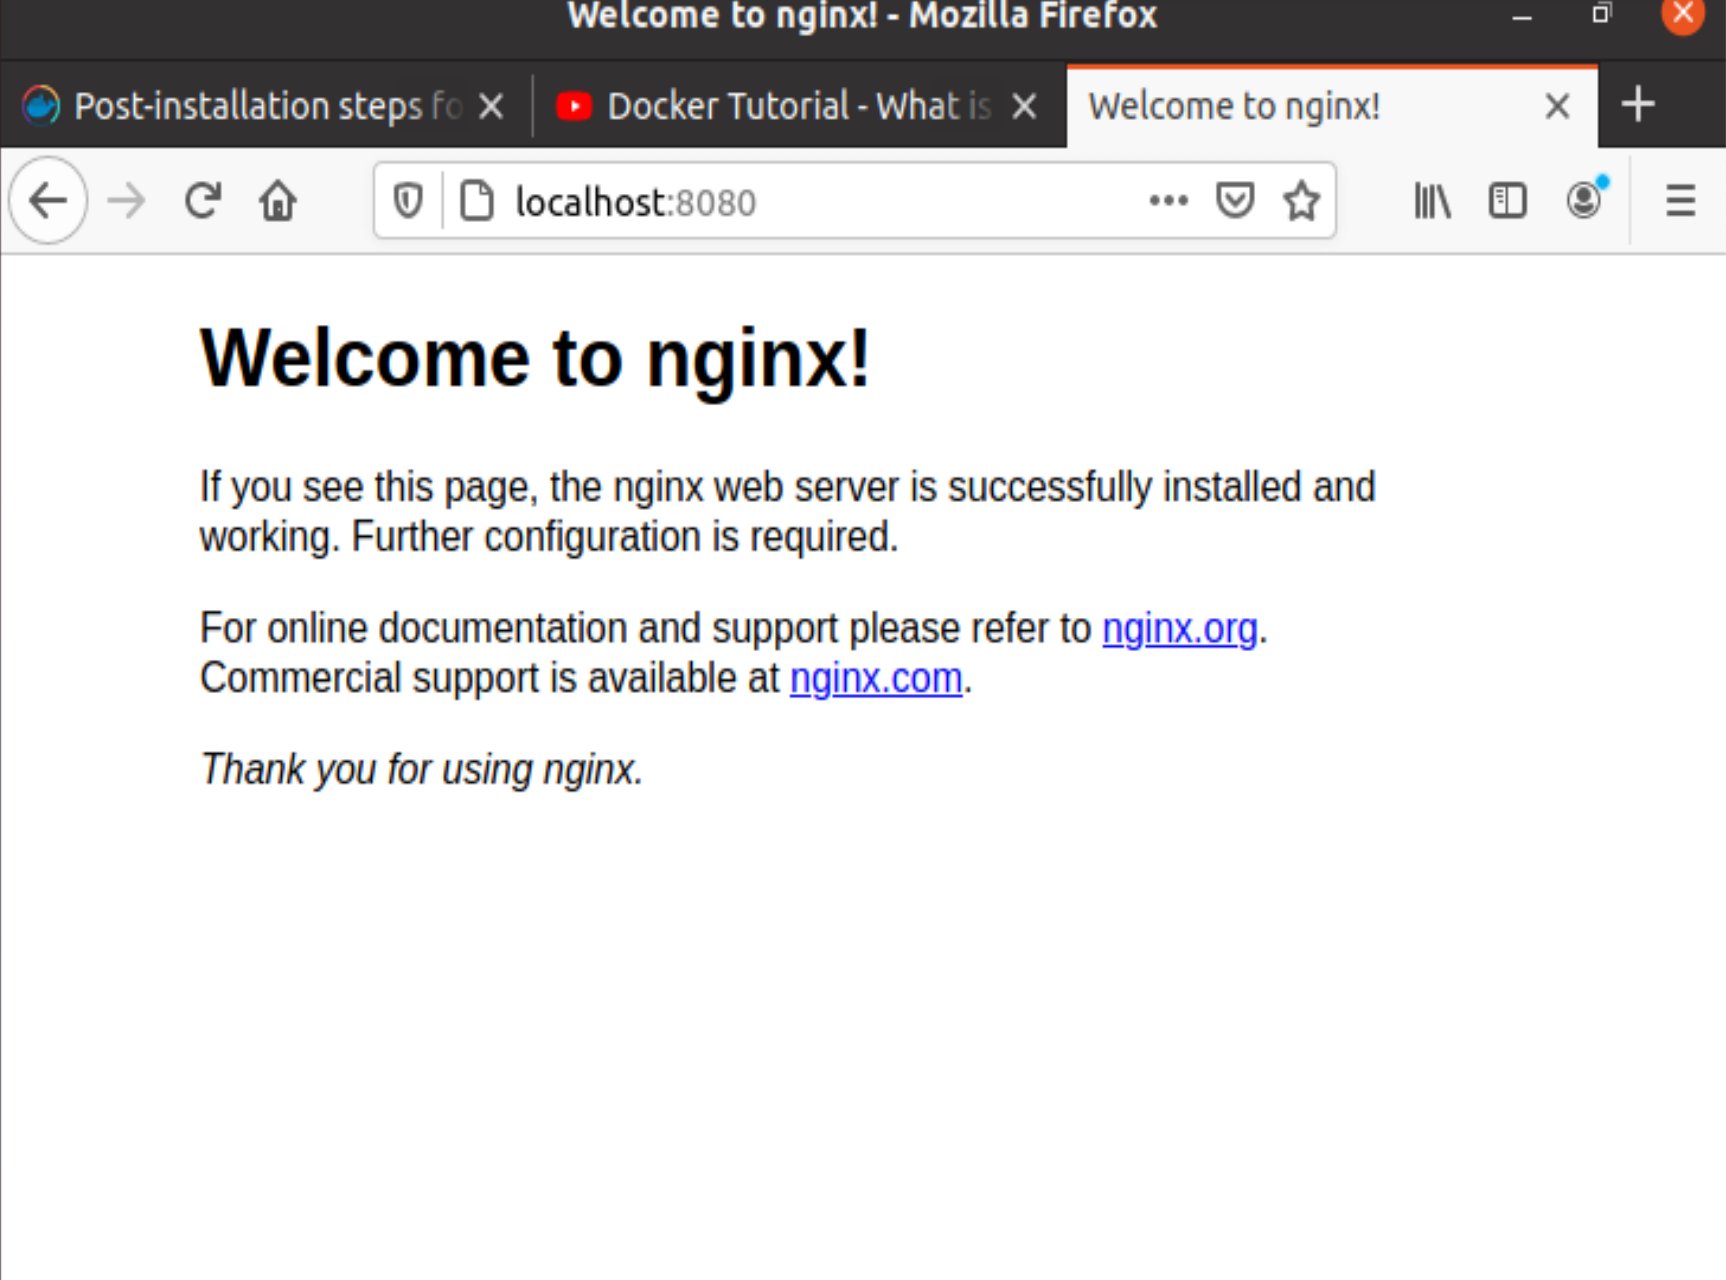 Welcome to nginx! - Mozilla Firefox
Post-installation steps fo
Docker Tutorial - What is
Welcome to nginx!
localhost:8080
Welcome to nginx!
If you see this page, the nginx web server is successfully installed and
working. Further configuration is required.
For online documentation and support please refer to nginx.org.
Commercial support is available at nginx.com.
Thank you for using nginx.